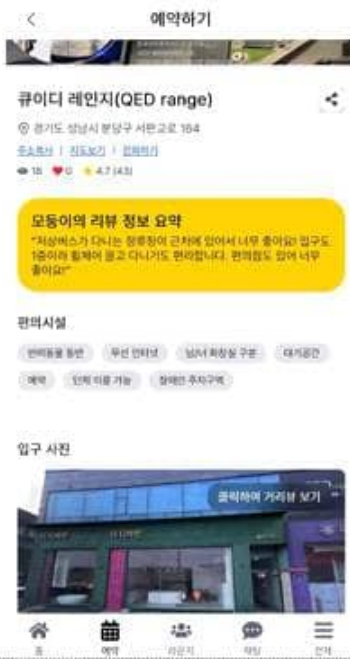 예약하기
큐이디 레인지(QED range)
경기도 성남시 분당구 서판교로 164
주소복사 | 지도보기 | 전화하기
18 0 4.7 (43)
모둥이의 리뷰 정보 요약
"저상버스가 다니는 정류장이 근처에 있어서 너무 좋아요! 입구도
1층이라 휠체어 끌고 다니기도 편리합니다. 편의점도 있어 너무
좋아요!"
편의시설
반려동물 동반 무선 인터넷 남/녀 화장실 구분 대기공간
예약 단체 이용 가능 장애인 주차구역
입구 사진
클릭하여 거리뷰 보기
홈 예약 라운지 채팅 전체